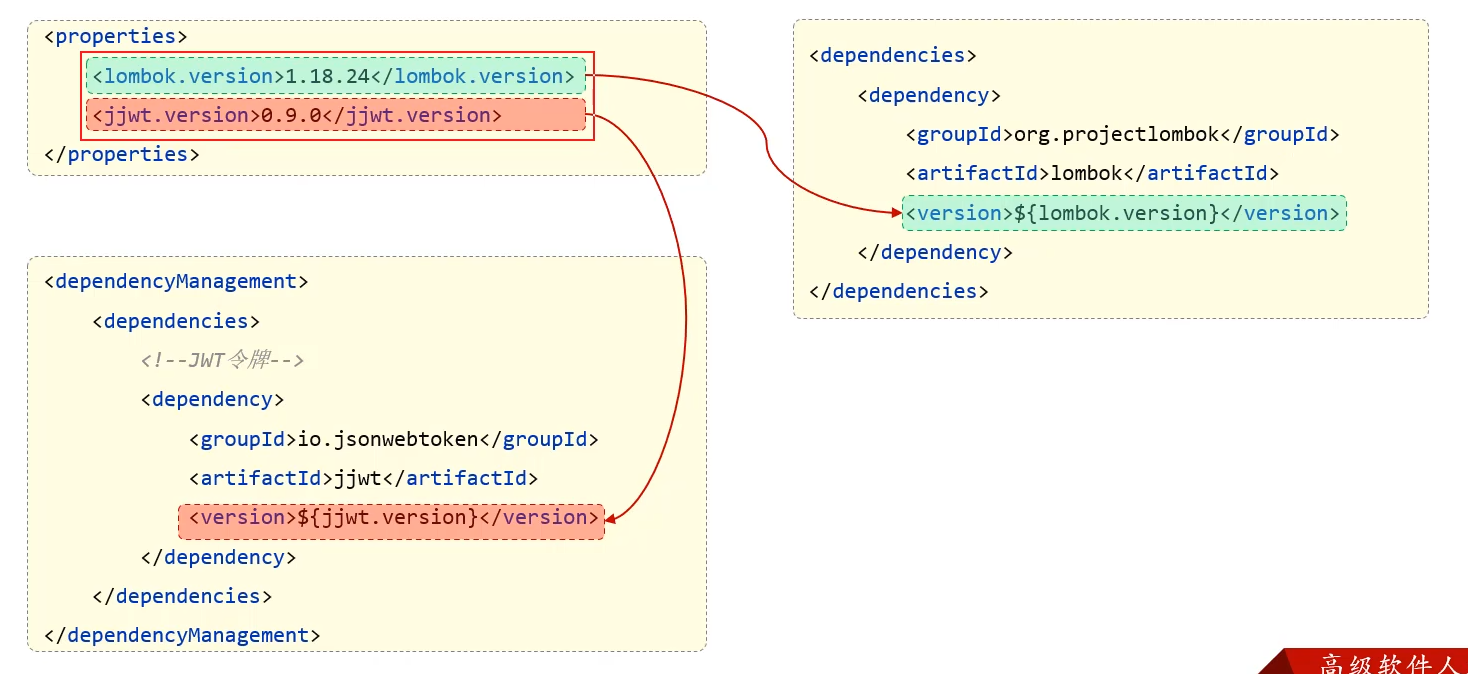 <properties>
<lombok.version>1.18.24</lombok.version>
<jjwt.version>0.9.0</jjwt.version>
</properties>
<dependencyManagement>
<dependencies>
<!--JWT令牌-->
<dependency>
<groupId>io.jsonwebtoken</groupId>
<artifactId>jjwt</artifactId>
<version>${jjwt.version}</version>
</dependency>
</dependencies>
</dependencyManagement>
<dependencies>
<dependency>
<groupId>org.projectlombok</groupId>
<artifactId>lombok</artifactId>
<version>${lombok.version}</version>
</dependency>
</dependencies>
高级软件人